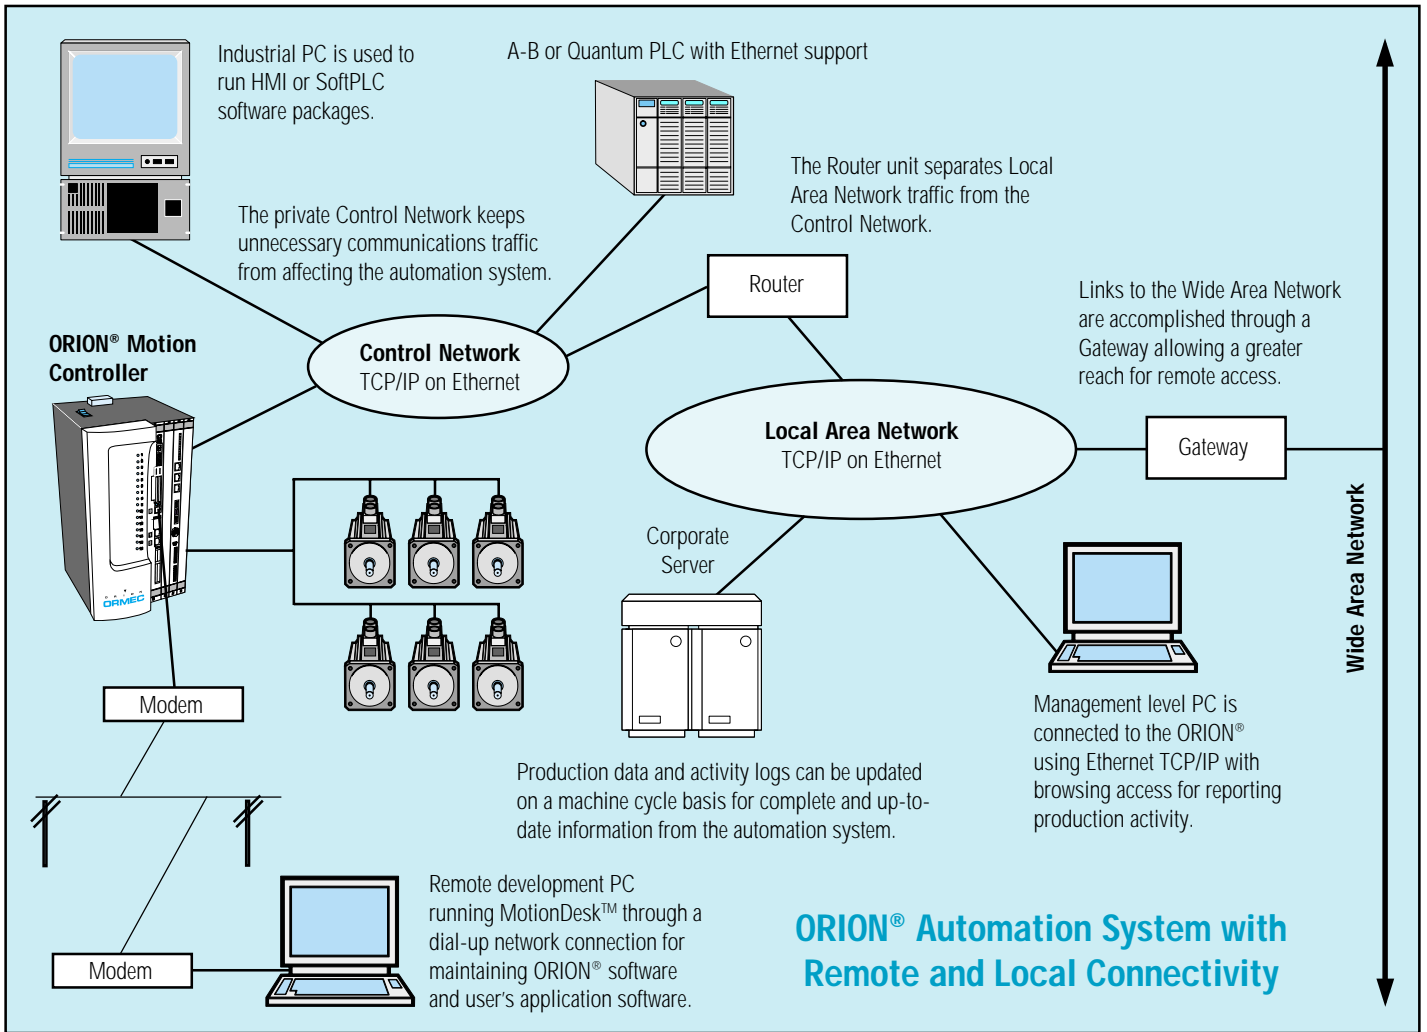 Industrial PC is used to
run HMI or SoftPLC
software packages.
A-B or Quantum PLC with Ethernet support
The Router unit separates Local
Area Network traffic from the
Control Network.
The private Control Network keeps
unnecessary communications traffic
from affecting the automation system.
Router
Links to the Wide Area Network
are accomplished through a
Gateway allowing a greater
reach for remote access.
ORION® Motion
Controller
Control Network
TCP/IP on Ethernet
Local Area Network
TCP/IP on Ethernet
Gateway
Wide Area Network
Corporate
Server
ORION
ORMEC
Modem
Management level PC is
connected to the ORION®
using Ethernet TCP/IP with
browsing access for reporting
production activity.
Production data and activity logs can be updated
on a machine cycle basis for complete and up-to-
date information from the automation system.
Remote development PC
running MotionDesk™ through a
dial-up network connection for
maintaining ORION® software
and user's application software.
Modem
ORION® Automation System with
Remote and Local Connectivity